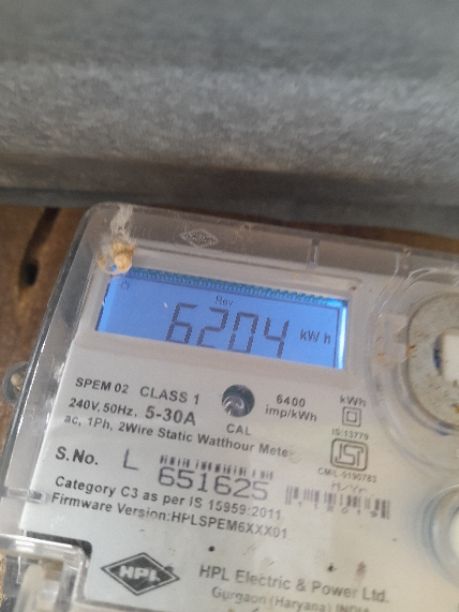 Rev
6204 kWh
SPEM 02 CLASS 1
240V, 50Hz, 5-30A
ac, 1Ph, 2Wire Static Watthour Meter
CAL
6400
imp/kWh
kWh
IS:13779
CM/L-0190783
S.No. L 651625
Category C3 as per IS 15959:2011
Firmware Version:HPLSPEM6XXX01
HPL
HPL Electric & Power Ltd.
Gurgaon (Haryana)